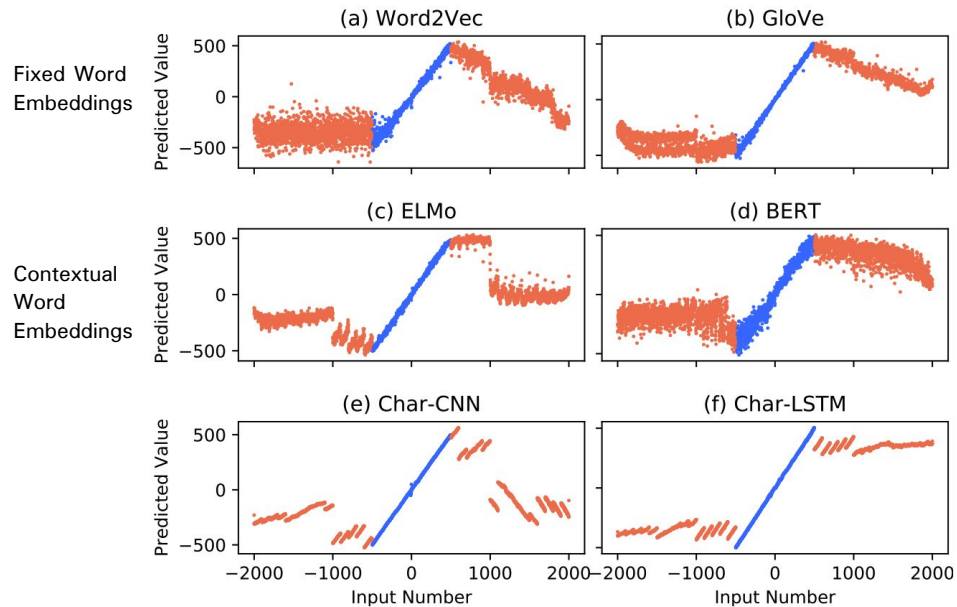 (a) Word2Vec
(b) GloVe
Fixed Word
Embeddings
Predicted Value
500
0
−500
(c) ELMo
(d) BERT
Contextual
Word
Embeddings
Predicted Value
500
0
−500
(e) Char-CNN
(f) Char-LSTM
Predicted Value
500
0
−500
−2000
−1000
0
1000
2000
−2000
−1000
0
1000
2000
Input Number
Input Number